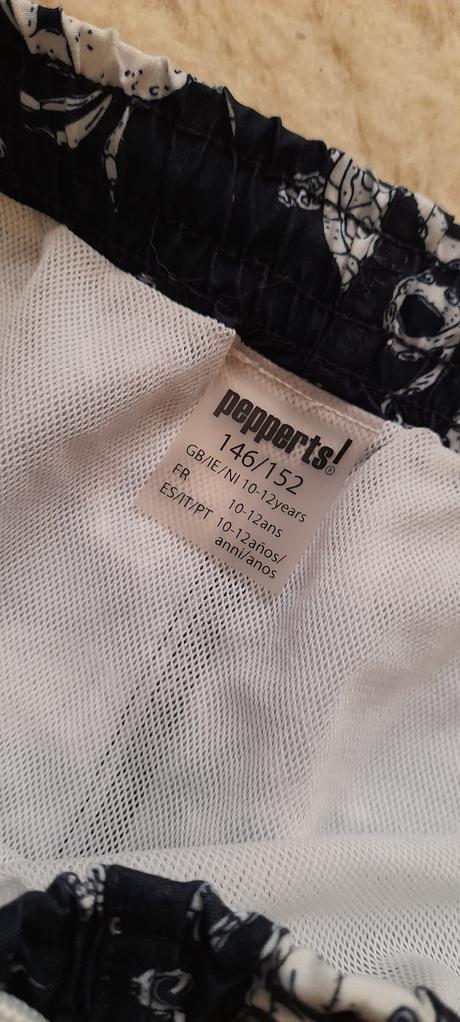 pepperts!®
146/152
GB/IE/NI 10-12years
FR 10-12ans
ES/IT/PT 10-12años/
anni/anos